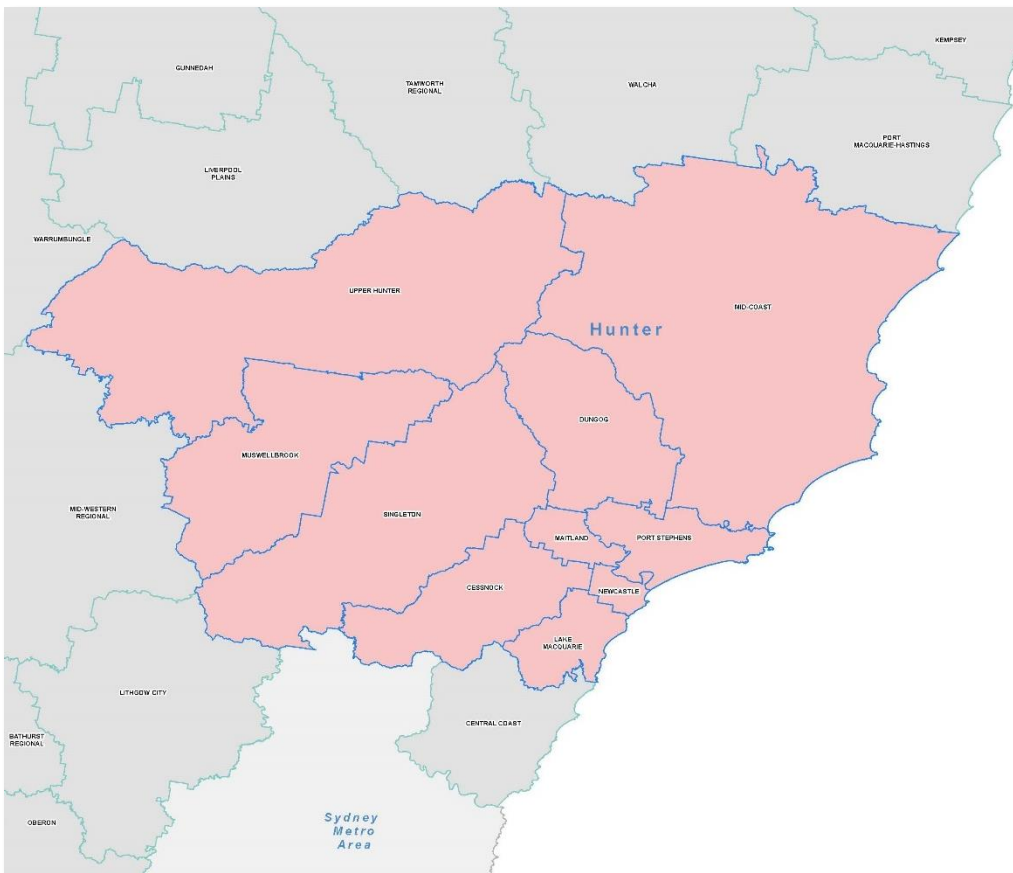 KEMPSEY
GUNNEDAH
TAMWORTH
REGIONAL
WALCHA
PORT
MACQUARIE-HASTINGS
LIVERPOOL
PLAINS
WARRUMBUNGLE
UPPER HUNTER
MID-COAST
Hunter
DUNGOG
MUSWELLBROOK
MID-WESTERN
REGIONAL
SINGLETON
MAITLAND
PORT STEPHENS
CESSNOCK
NEWCASTLE
LAKE
MACQUARIE
LITHGOW CITY
CENTRAL COAST
BATHURST
REGIONAL
OBERON
Sydney
Metro
Area